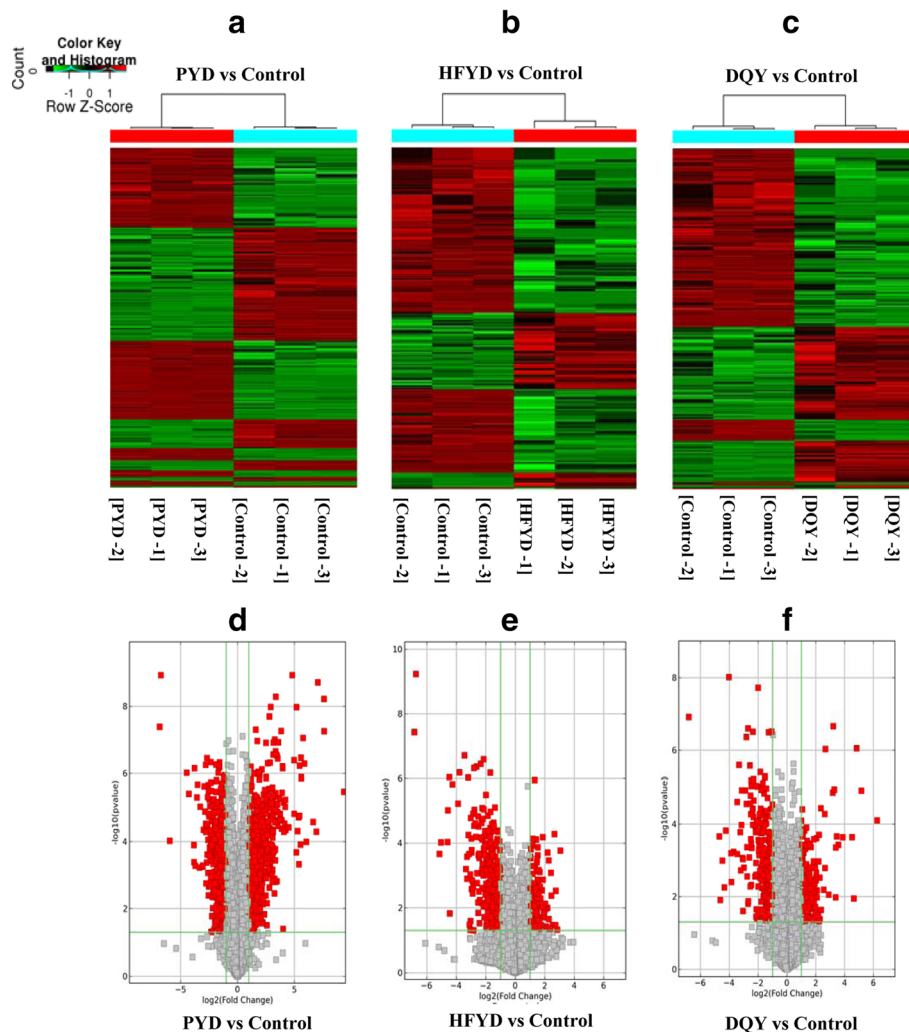 a
b
c
Color Key
and Histogram
Count
0
-1 0 1
Row Z-Score
PYD vs Control
HFYD vs Control
DQY vs Control
[PYD -2]
[PYD -1]
[PYD -3]
[Control -2]
[Control -1]
[Control -3]
[Control -2]
[Control -1]
[Control -3]
[HFYD -1]
[HFYD -2]
[HFYD -3]
[Control -2]
[Control -1]
[Control -3]
[DQY -2]
[DQY -1]
[DQY -3]
d
e
f
-log10(pvalue)
8
6
4
2
0
−5 0 5
log2(Fold Change)
PYD vs Control
-log10(pvalue)
10
8
6
4
2
0
−6 −4 −2 0 2 4 6
log2(Fold Change)
HFYD vs Control
-log10(pvalue)
8
6
4
2
0
−6 −4 −2 0 2 4 6
log2(Fold Change)
DQY vs Control